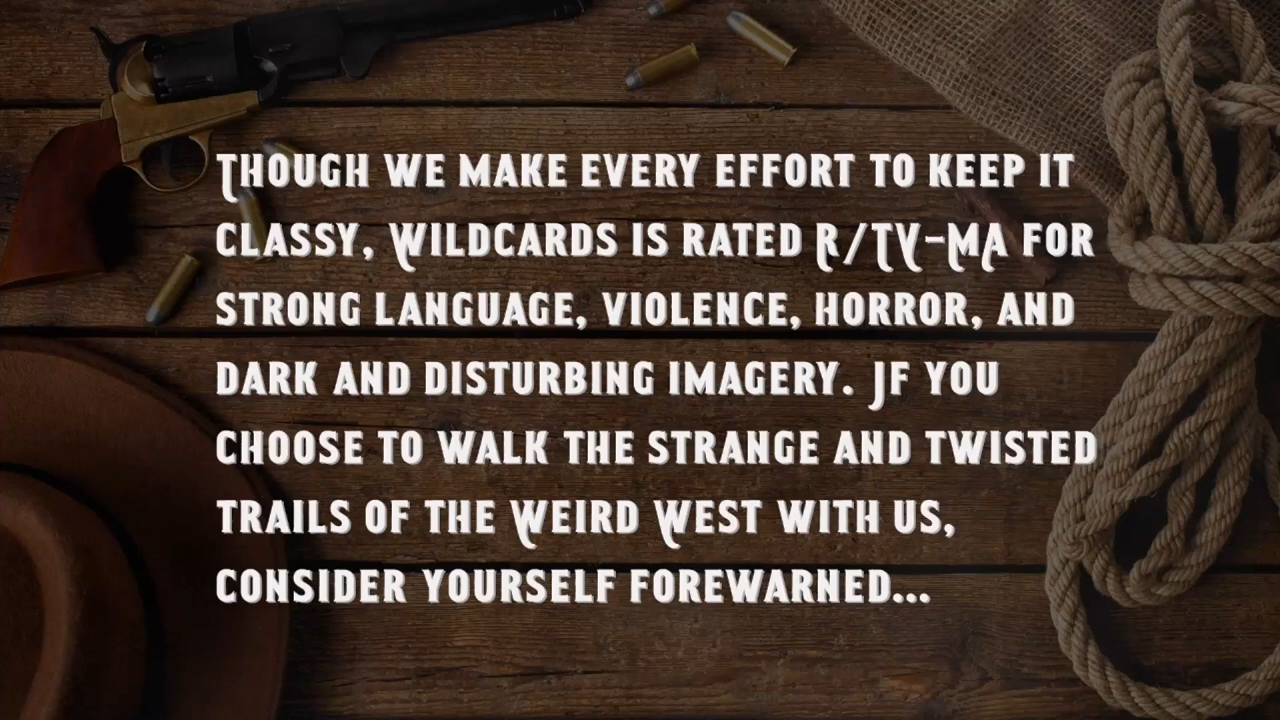 Though we make every effort to keep it
classy, Wildcards is rated R/TV-MA for
strong language, violence, horror, and
dark and disturbing imagery. If you
choose to walk the strange and twisted
trails of the Weird West with us,
consider yourself forewarned...